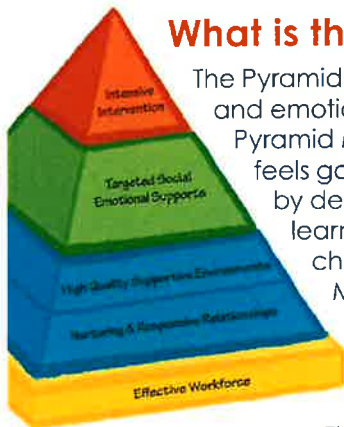 What is th
The Pyramid
and emotio
Pyramid M
feels go
by de
learn
ch
M
Intensive
Intervention
Targeted Social
Emotional Supports
High Quality Supportive Environments
Nurturing & Responsive Relationships
Effective Workforce